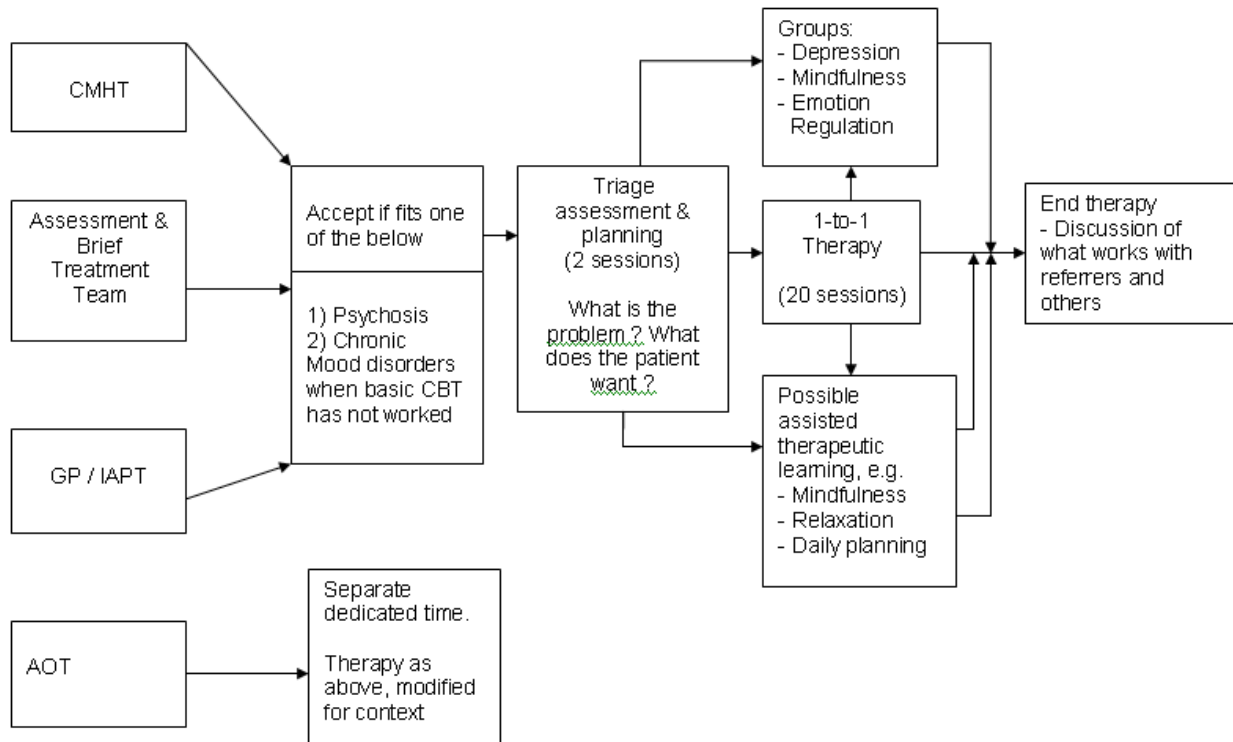 CMHT
Assessment &
Brief
Treatment
Team
GP / IAPT
AOT
Accept if fits one
of the below
1) Psychosis
2) Chronic
Mood disorders
when basic CBT
has not worked
Separate
dedicated time.
Therapy as
above, modified
for context
Triage
assessment &
planning
(2 sessions)
What is the
problem ? What
does the patient
want ?
Groups:
- Depression
- Mindfulness
- Emotion
Regulation
1-to-1
Therapy
(20 sessions)
Possible
assisted
therapeutic
learning, e.g.
- Mindfulness
- Relaxation
- Daily planning
End therapy
- Discussion of
what works with
referrers and
others